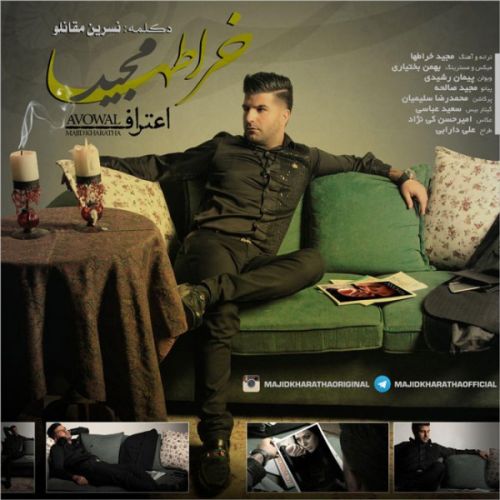 دکلمه: نسرین مقانلو
مجید خراطها
AVOWAL
MAJID KHARATHA
اعتراف
ترانه و آهنگ مجید خراطها
میکس و مسترینگ بهمن بختیاری
ویولن پیمان رشیدی
پیانو مجید صالحه
پرکاشن محمدرضا سلیمیان
گیتار بیس سعید عباسی
عکاس امیرحسن کی نژاد
طراح علی دارابی
MAJIDKHARATHAORIGINAL
MAJIDKHARATHAOFFICIAL